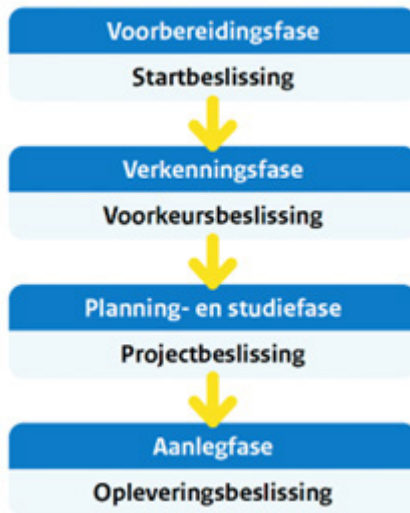 Voorbereidingsfase
Startbeslissing
Verkenningsfase
Voorkeursbeslissing
Planning- en studiefase
Projectbeslissing
Aanlegfase
Opleveringsbeslissing